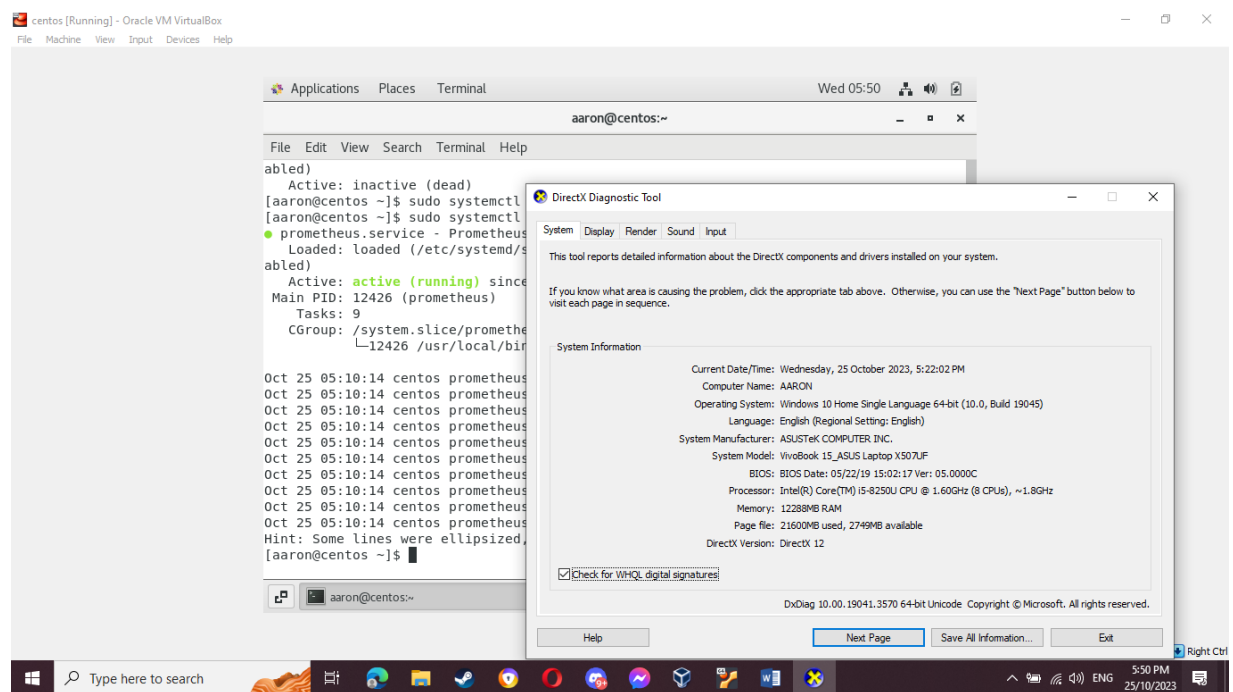 centos [Running] - Oracle VM VirtualBox
File Machine View Input Devices Help
Applications Places Terminal Wed 05:50
aaron@centos:~
File Edit View Search Terminal Help
abled)
Active: inactive (dead)
[aaron@centos ~]$ sudo systemctl
[aaron@centos ~]$ sudo systemctl
● prometheus.service - Prometheus
Loaded: loaded (/etc/systemd/s
abled)
Active: active (running) since
Main PID: 12426 (prometheus)
Tasks: 9
CGroup: /system.slice/promethe
└─12426 /usr/local/bin
Oct 25 05:10:14 centos prometheus
Oct 25 05:10:14 centos prometheus
Oct 25 05:10:14 centos prometheus
Oct 25 05:10:14 centos prometheus
Oct 25 05:10:14 centos prometheus
Oct 25 05:10:14 centos prometheus
Oct 25 05:10:14 centos prometheus
Oct 25 05:10:14 centos prometheus
Oct 25 05:10:14 centos prometheus
Oct 25 05:10:14 centos prometheus
Hint: Some lines were ellipsized,
[aaron@centos ~]$
aaron@centos:~
DirectX Diagnostic Tool
System Display Render Sound Input
This tool reports detailed information about the DirectX components and drivers installed on your system.
If you know what area is causing the problem, click the appropriate tab above. Otherwise, you can use the "Next Page" button below to
visit each page in sequence.
System Information
Current Date/Time: Wednesday, 25 October 2023, 5:22:02 PM
Computer Name: AARON
Operating System: Windows 10 Home Single Language 64-bit (10.0, Build 19045)
Language: English (Regional Setting: English)
System Manufacturer: ASUSTeK COMPUTER INC.
System Model: VivoBook 15_ASUS Laptop X507UF
BIOS: BIOS Date: 05/22/19 15:02:17 Ver: 05.0000C
Processor: Intel(R) Core(TM) i5-8250U CPU @ 1.60GHz (8 CPUs), ~1.8GHz
Memory: 12288MB RAM
Page file: 21600MB used, 2749MB available
DirectX Version: DirectX 12
Check for WHQL digital signatures
DxDiag 10.00.19041.3570 64-bit Unicode Copyright © Microsoft. All rights reserved.
Help Next Page Save All Information... Exit
Right Ctrl
Type here to search
ENG
5:50 PM
25/10/2023